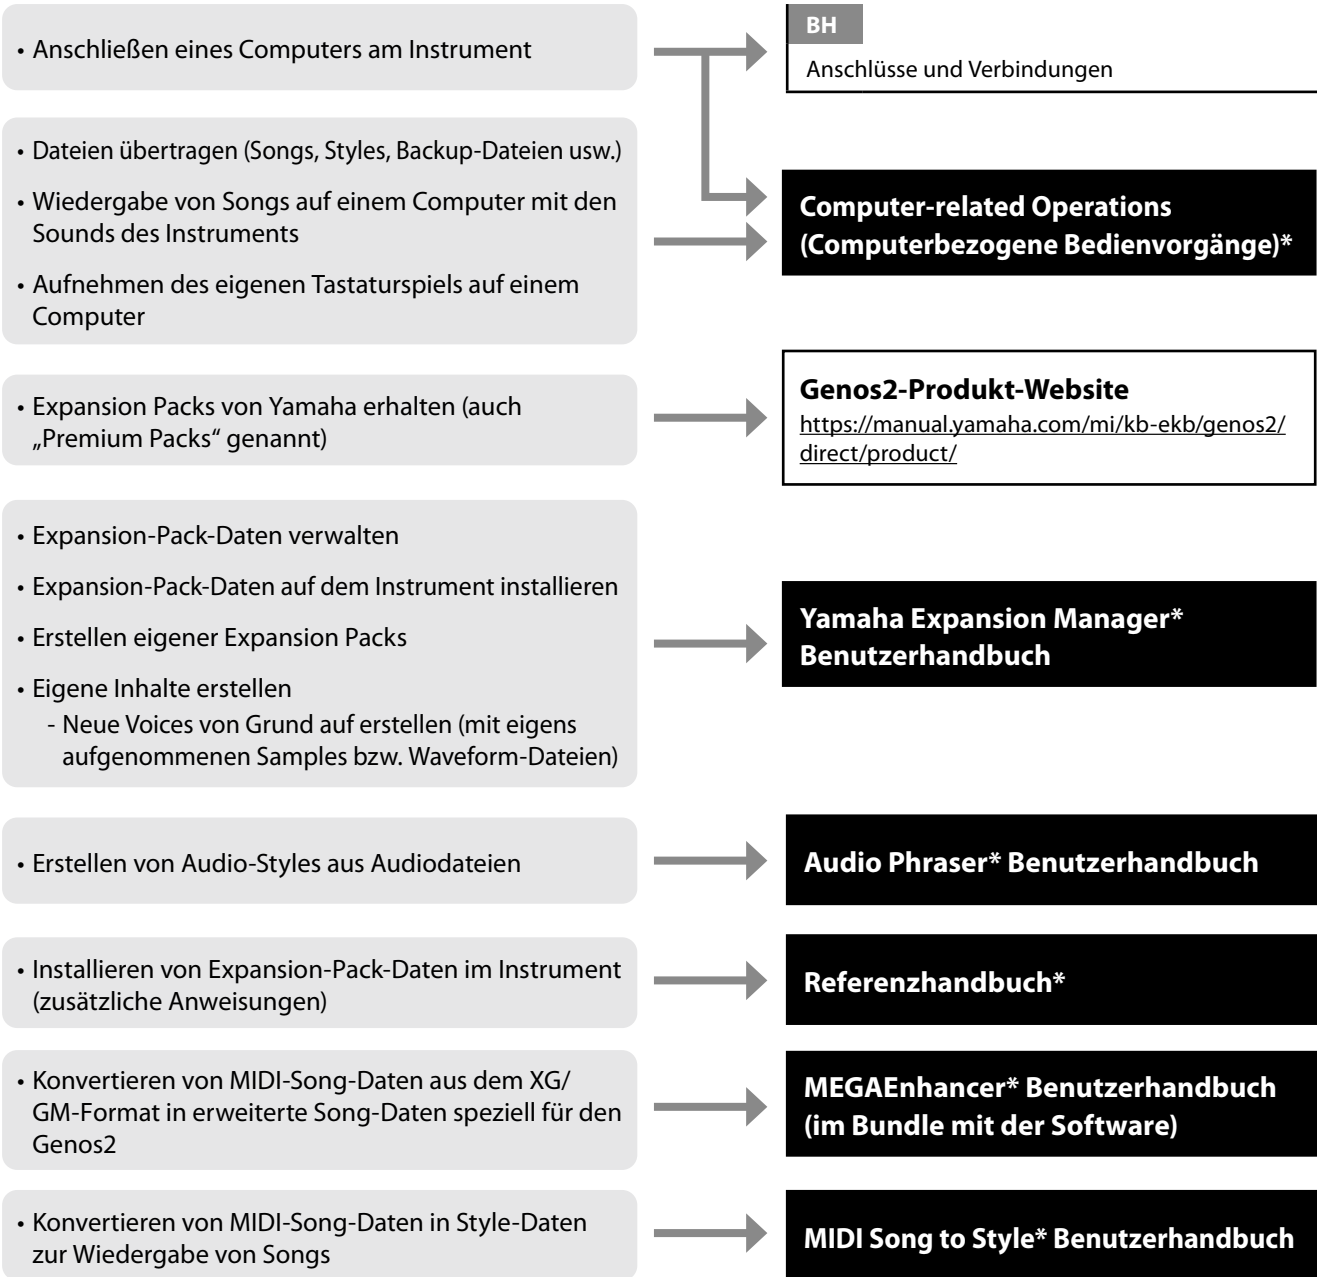 • Anschließen eines Computers am Instrument
BH
Anschlüsse und Verbindungen
• Dateien übertragen (Songs, Styles, Backup-Dateien usw.)
• Wiedergabe von Songs auf einem Computer mit den
Sounds des Instruments
• Aufnehmen des eigenen Tastaturspiels auf einem
Computer
Computer-related Operations
(Computerbezogene Bedienvorgänge)*
• Expansion Packs von Yamaha erhalten (auch
„Premium Packs“ genannt)
Genos2-Produkt-Website
https://manual.yamaha.com/mi/kb-ekb/genos2/
direct/product/
• Expansion-Pack-Daten verwalten
• Expansion-Pack-Daten auf dem Instrument installieren
• Erstellen eigener Expansion Packs
• Eigene Inhalte erstellen
- Neue Voices von Grund auf erstellen (mit eigens
aufgenommenen Samples bzw. Waveform-Dateien)
Yamaha Expansion Manager*
Benutzerhandbuch
• Erstellen von Audio-Styles aus Audiodateien
Audio Phraser* Benutzerhandbuch
• Installieren von Expansion-Pack-Daten im Instrument
(zusätzliche Anweisungen)
Referenzhandbuch*
• Konvertieren von MIDI-Song-Daten aus dem XG/
GM-Format in erweiterte Song-Daten speziell für den
Genos2
MEGAEnhancer* Benutzerhandbuch
(im Bundle mit der Software)
• Konvertieren von MIDI-Song-Daten in Style-Daten
zur Wiedergabe von Songs
MIDI Song to Style* Benutzerhandbuch